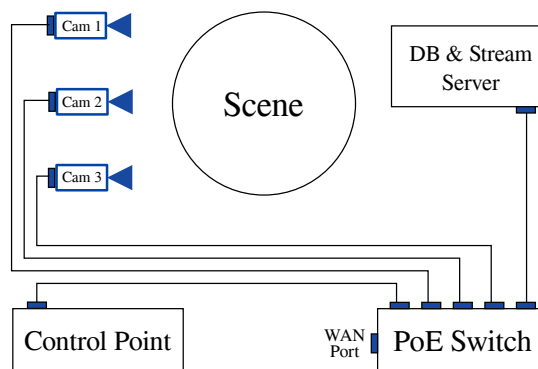 Cam 1
Cam 2
Cam 3
Scene
DB & Stream
Server
Control Point
WAN
Port
PoE Switch